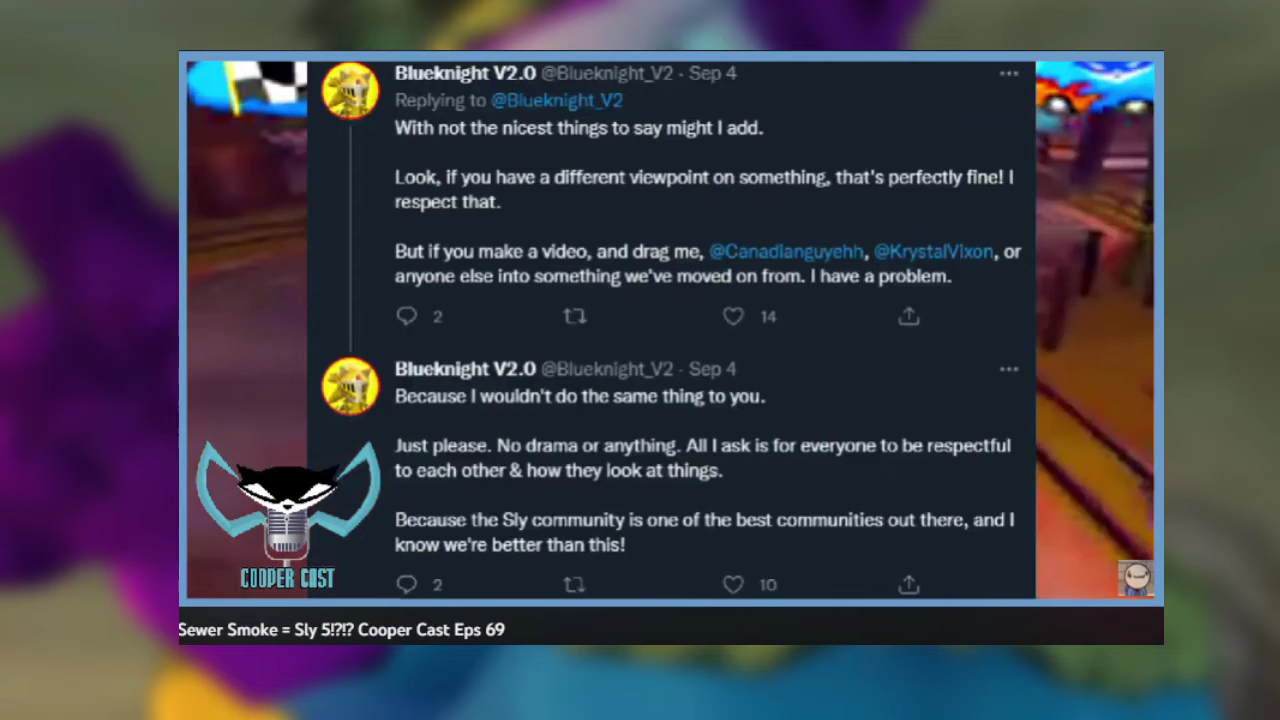 Blueknight V2.0 @Blueknight_V2 · Sep 4
Replying to @Blueknight_V2
With not the nicest things to say might I add.
Look, if you have a different viewpoint on something, that's perfectly fine! I
respect that.
But if you make a video, and drag me, @Canadianguyehh, @KrystalVixon, or
anyone else into something we've moved on from. I have a problem.
2 14
Blueknight V2.0 @Blueknight_V2 · Sep 4
Because I wouldn't do the same thing to you.
Just please. No drama or anything. All I ask is for everyone to be respectful
to each other & how they look at things.
Because the Sly community is one of the best communities out there, and I
know we're better than this!
2 10
COOPER CAST
Sewer Smoke = Sly 5!?!? Cooper Cast Eps 69